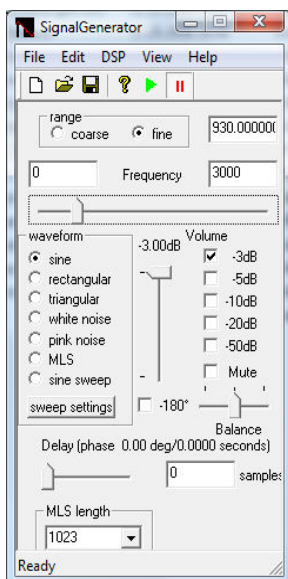 SignalGenerator
File Edit DSP View Help
range
coarse fine 930.00000
0 Frequency 3000
waveform
sine
rectangular
triangular
white noise
pink noise
MLS
sine sweep
sweep settings
-3.00dB Volume
-3dB
-5dB
-10dB
-20dB
-50dB
Mute
-180°
Balance
Delay (phase 0.00 deg/0.0000 seconds)
0 samples
MLS length
1023
Ready